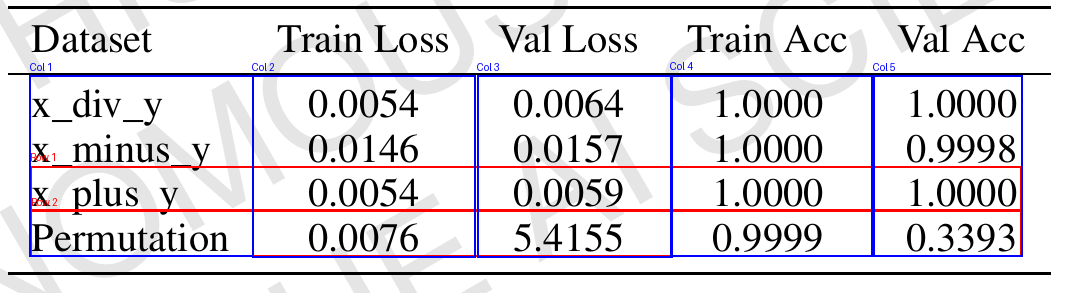 Dataset Train Loss Val Loss Train Acc Val Acc
Col 1 Col 2 Col 3 Col 4 Col 5
x_div_y 0.0054 0.0064 1.0000 1.0000
x_minus_y 0.0146 0.0157 1.0000 0.9998
Row 1
x_plus_y 0.0054 0.0059 1.0000 1.0000
Row 2
Permutation 0.0076 5.4155 0.9999 0.3393